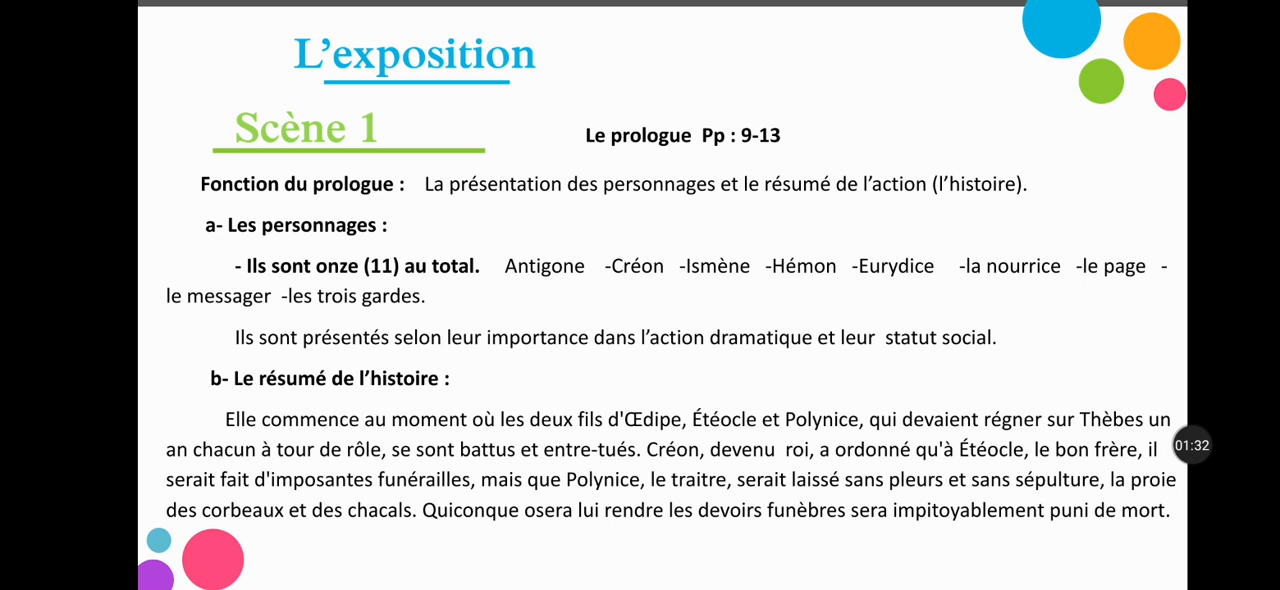 L’exposition
Scène 1
Le prologue Pp : 9-13
Fonction du prologue : La présentation des personnages et le résumé de l’action (l’histoire).
a- Les personnages :
- Ils sont onze (11) au total. Antigone -Créon -Ismène -Hémon -Eurydice -la nourrice -le page -
le messager -les trois gardes.
Ils sont présentés selon leur importance dans l’action dramatique et leur statut social.
b- Le résumé de l’histoire :
Elle commence au moment où les deux fils d'Œdipe, Étéocle et Polynice, qui devaient régner sur Thèbes un
an chacun à tour de rôle, se sont battus et entre-tués. Créon, devenu roi, a ordonné qu'à Étéocle, le bon frère, il
01:32
serait fait d'imposantes funérailles, mais que Polynice, le traitre, serait laissé sans pleurs et sans sépulture, la proie
des corbeaux et des chacals. Quiconque osera lui rendre les devoirs funèbres sera impitoyablement puni de mort.